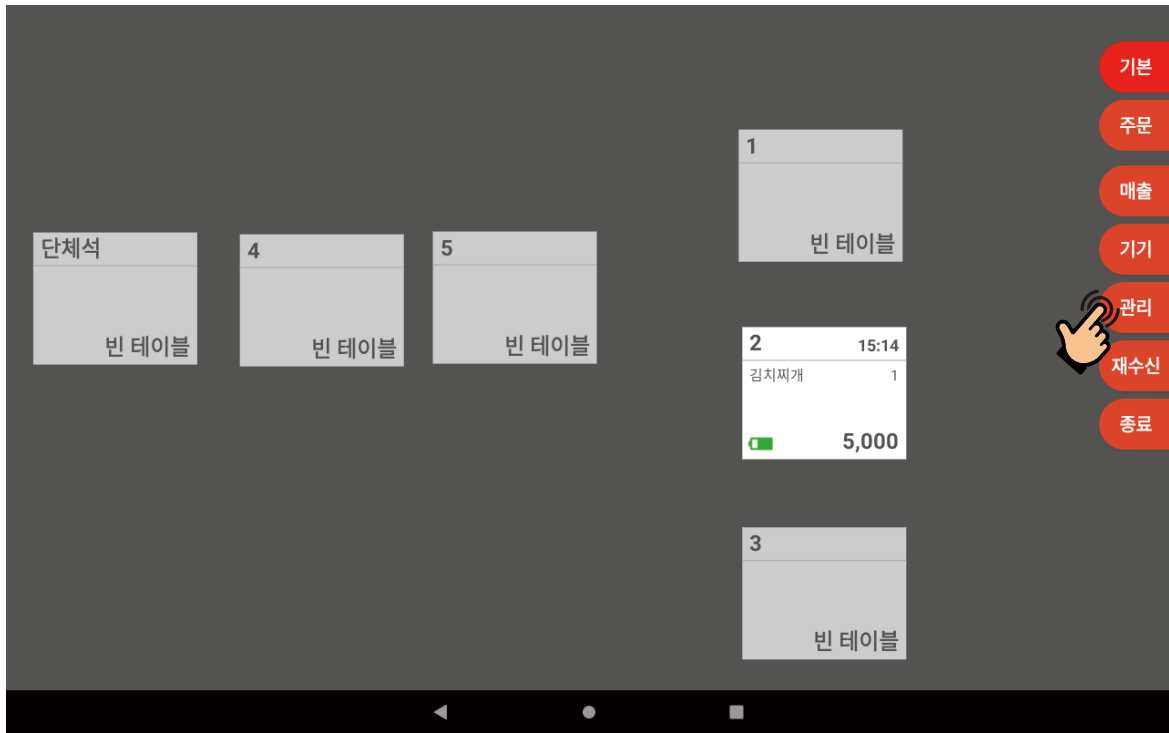 기본
주문
매출
기기
관리
재수신
종료
단체석
빈 테이블
4
빈 테이블
5
빈 테이블
1
빈 테이블
2 15:14
김치찌개 1
5,000
3
빈 테이블